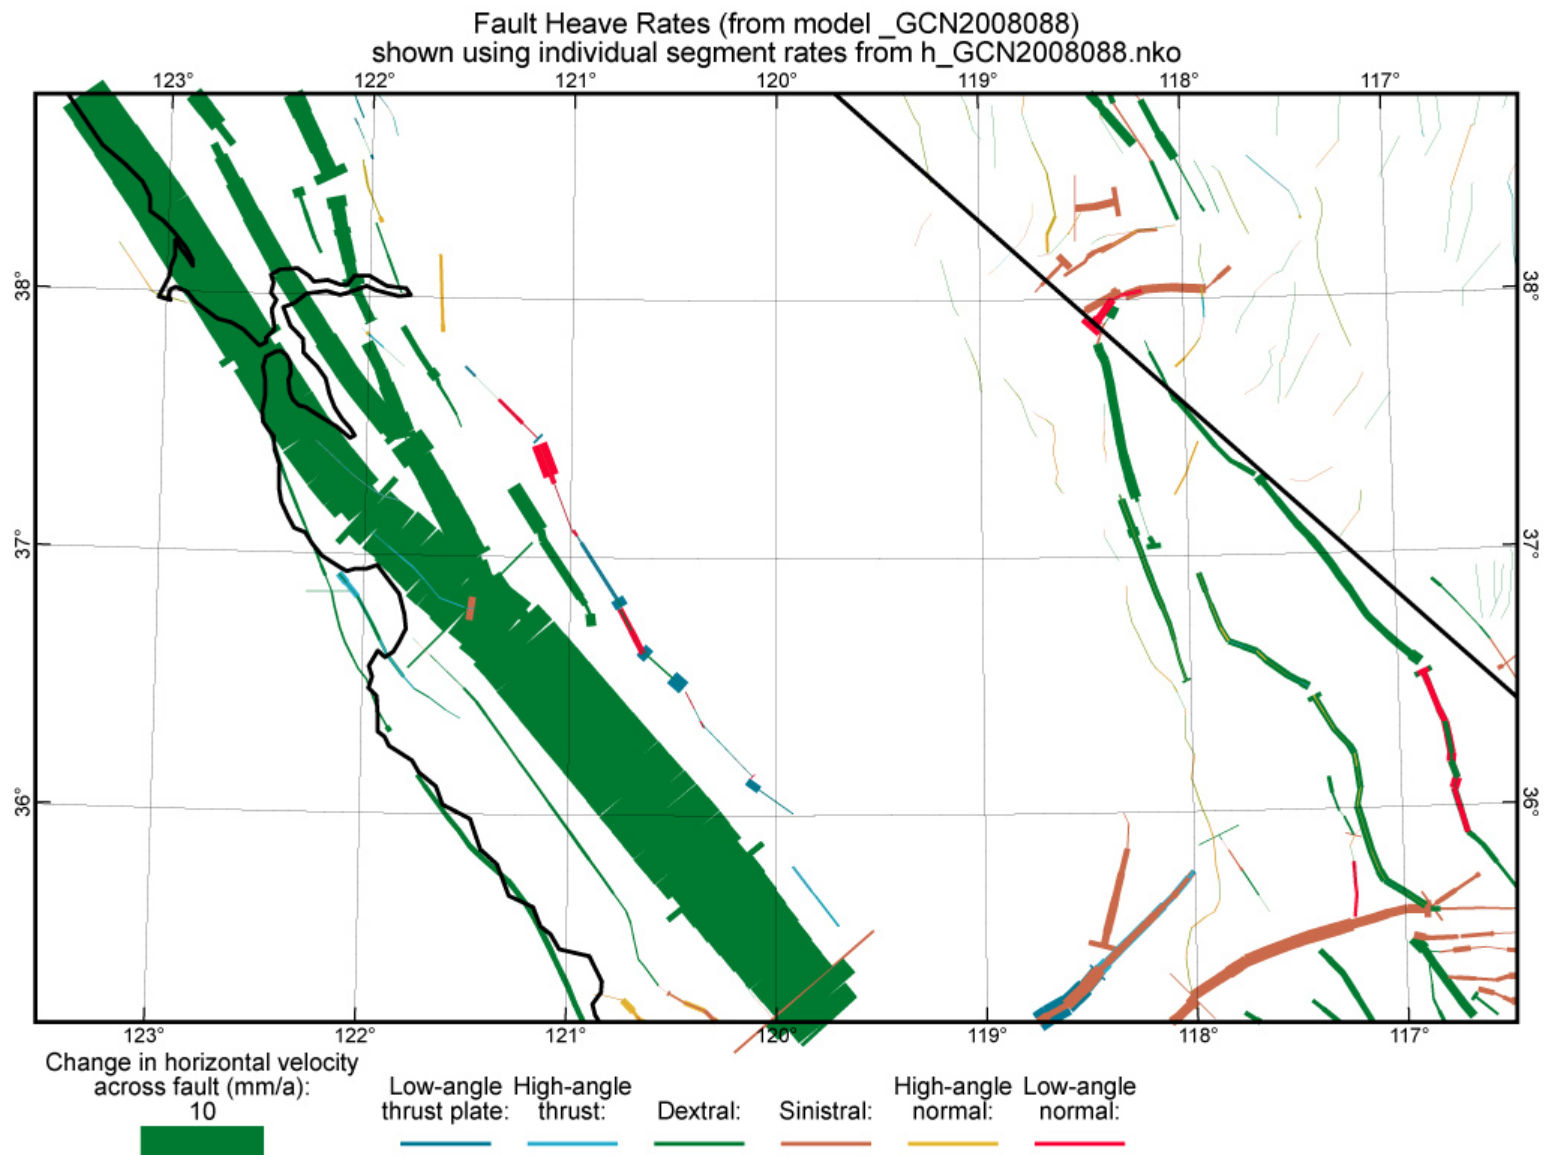 Fault Heave Rates (from model _GCN2008088)
shown using individual segment rates from h_GCN2008088.nko
123° 122° 121° 120° 119° 118° 117°
38° 38°
37° 37°
36° 36°
123° 122° 121° 120° 119° 118° 117°
Change in horizontal velocity
across fault (mm/a):
10
Low-angle
thrust plate:
High-angle
thrust:
Dextral:
Sinistral:
High-angle
normal:
Low-angle
normal: